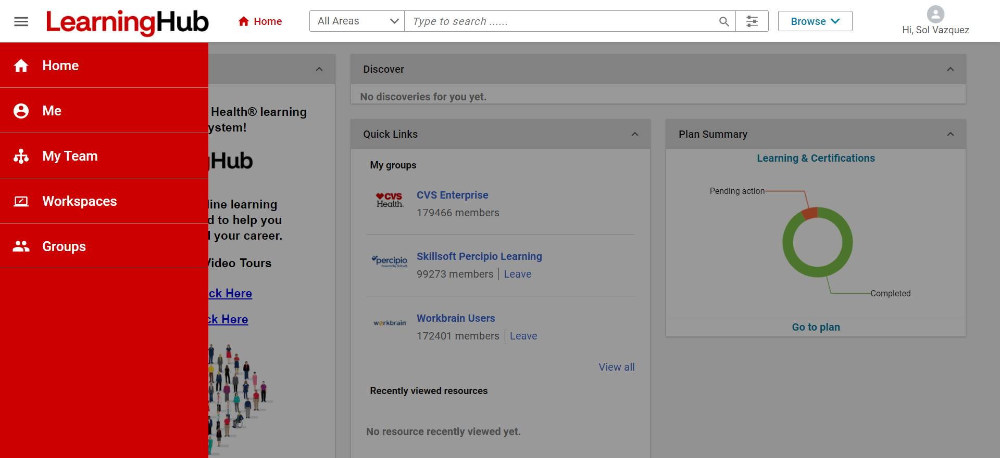 LearningHub
Home
All Areas
Type to search ......
Browse
Hi, Sol Vazquez
Home
Me
My Team
Workspaces
Groups
Health® learning
ystem!
Hub
line learning
d to help you
your career.
Video Tours
ck Here
ck Here
Discover
No discoveries for you yet.
Quick Links
My groups
CVS Health.
CVS Enterprise
179466 members
percipio
Powered by Skillsoft
Skillsoft Percipio Learning
99273 members | Leave
workbrain
Workbrain Users
172401 members | Leave
View all
Recently viewed resources
No resource recently viewed yet.
Plan Summary
Learning & Certifications
Pending action
Completed
Go to plan